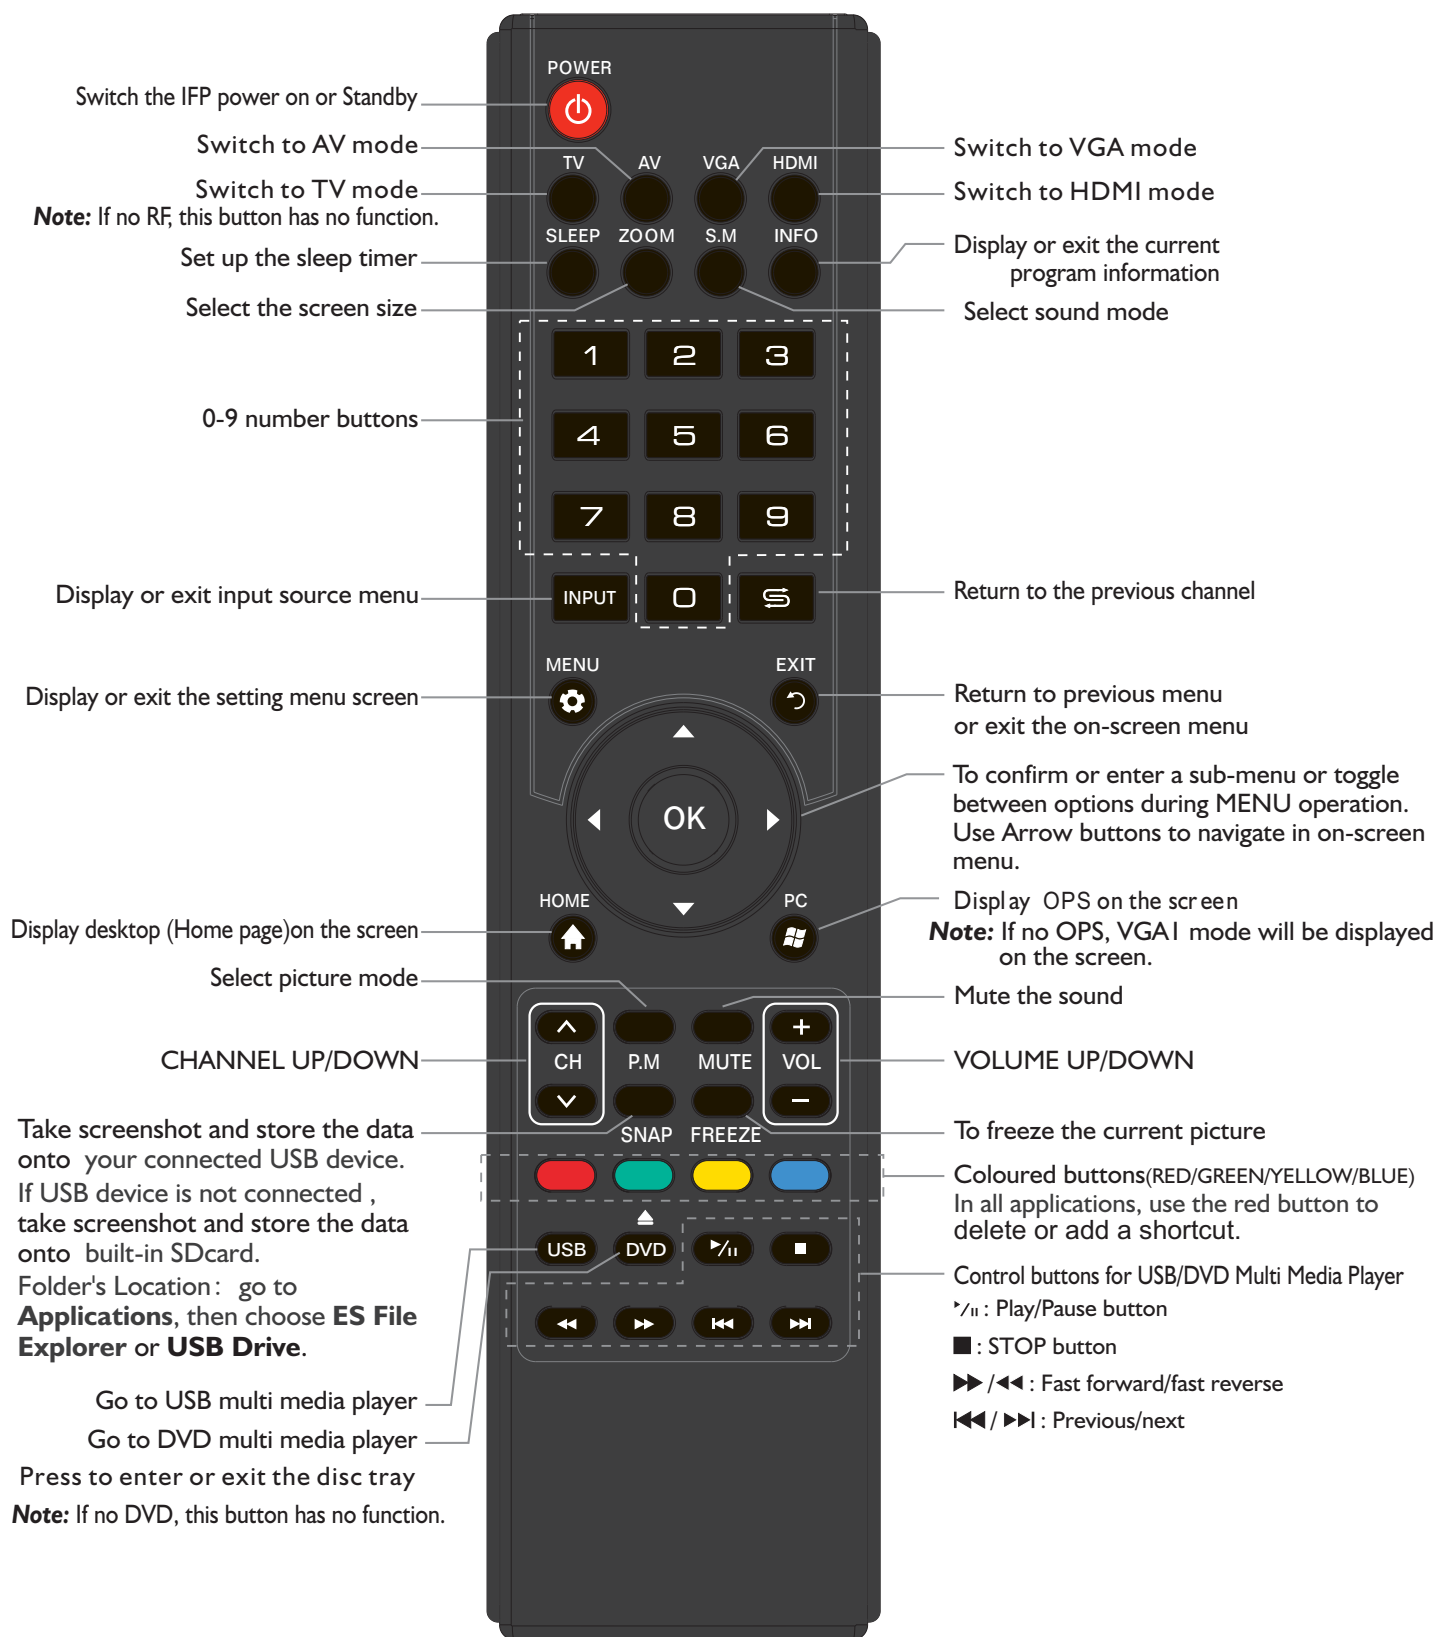 POWER
Switch the IFP power on or Standby
Switch to AV mode
Switch to VGA mode
TV AV VGA HDMI
Switch to TV mode
Switch to HDMI mode
Note: If no RF, this button has no function.
SLEEP ZOOM S.M INFO
Set up the sleep timer
Display or exit the current
program information
Select the screen size
Select sound mode
1 2 3
0-9 number buttons
4 5 6
7 8 9
Display or exit input source menu
INPUT 0
Return to the previous channel
MENU EXIT
Display or exit the setting menu screen
Return to previous menu
or exit the on-screen menu
OK
To confirm or enter a sub-menu or toggle
between options during MENU operation.
Use Arrow buttons to navigate in on-screen
menu.
HOME PC
Display desktop (Home page)on the screen
Display OPS on the screen
Note: If no OPS, VGA1 mode will be displayed
on the screen.
Select picture mode
Mute the sound
CHANNEL UP/DOWN
CH P.M MUTE + VOL −
VOLUME UP/DOWN
SNAP FREEZE
Take screenshot and store the data
onto your connected USB device.
If USB device is not connected ,
take screenshot and store the data
onto built-in SDcard.
Folder's Location: go to
Applications, then choose ES File
Explorer or USB Drive.
To freeze the current picture
Coloured buttons(RED/GREEN/YELLOW/BLUE)
In all applications, use the red button to
delete or add a shortcut.
USB DVD
Control buttons for USB/DVD Multi Media Player
: Play/Pause button
: STOP button
/ : Fast forward/fast reverse
/ : Previous/next
Go to USB multi media player
Go to DVD multi media player
Press to enter or exit the disc tray
Note: If no DVD, this button has no function.